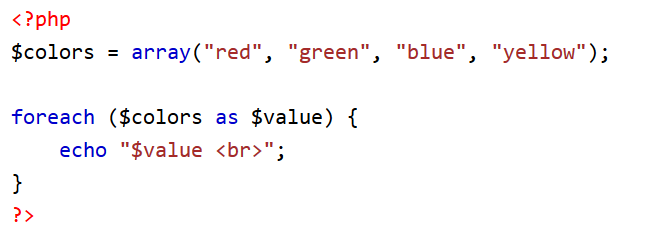 <?php
$colors = array("red", "green", "blue", "yellow");
foreach ($colors as $value) {
    echo "$value <br>";
}
?>